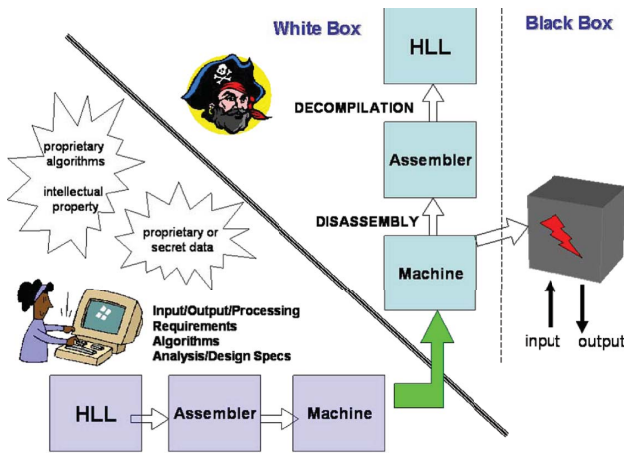 White Box
Black Box
HLL
DECOMPILATION
Assembler
DISASSEMBLY
Machine
proprietary
algorithms
intellectual
property
proprietary or
secret data
Input/Output/Processing
Requirements
Algorithms
Analysis/Design Specs
input output
HLL
Assembler
Machine